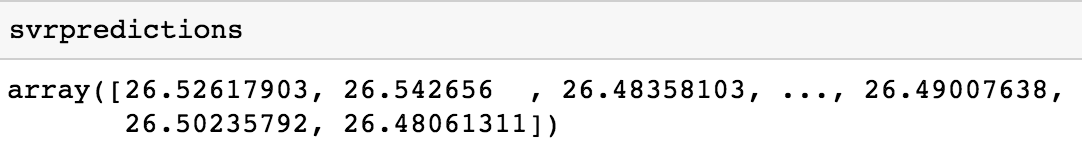 svrpredictions
array([26.52617903, 26.542656  , 26.48358103, ..., 26.49007638,
       26.50235792, 26.48061311])